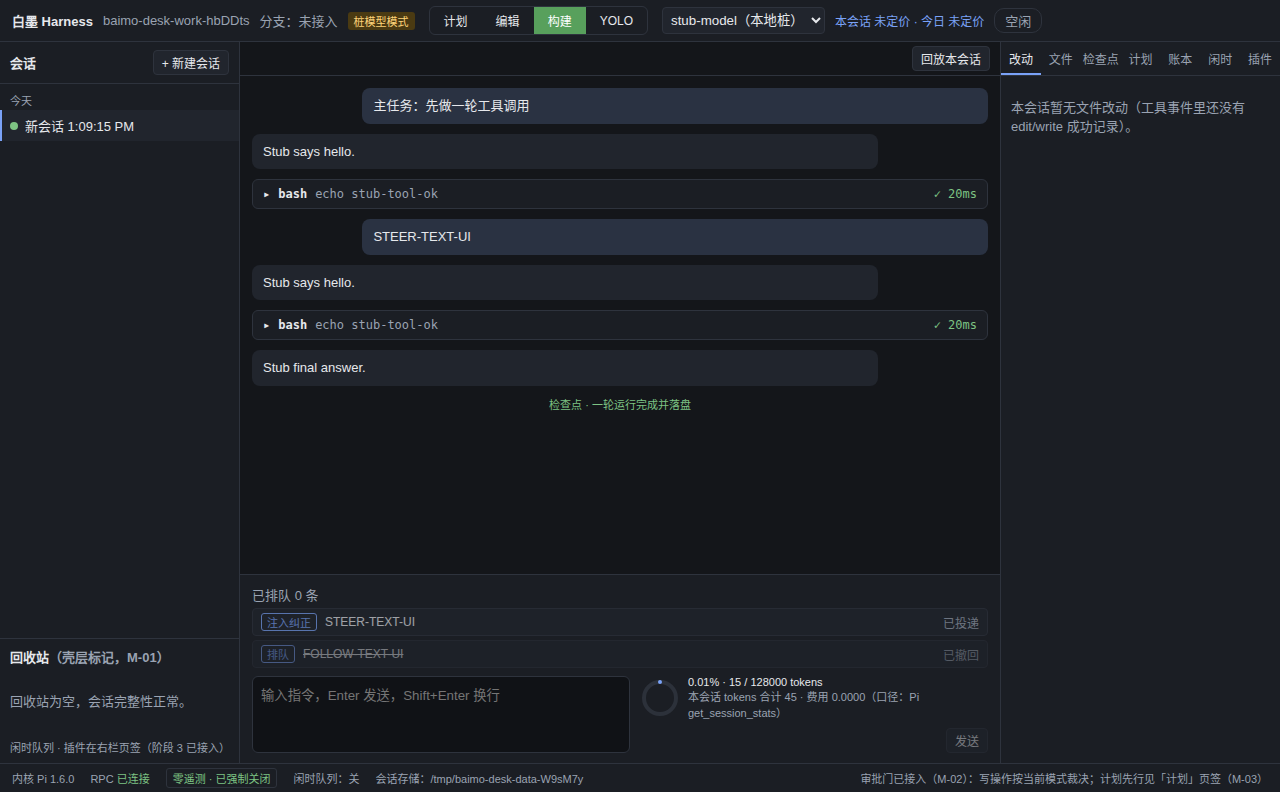 白墨 Harness baimo-desk-work-hbDDts 分支：未接入 桩模型模式 计划 编辑 构建 YOLO stub-model（本地桩） 本会话 未定价 · 今日 未定价 空闲
会话 + 新建会话
今天
新会话 1:09:15 PM
回收站（壳层标记，M-01）
回收站为空，会话完整性正常。
闲时队列 · 插件在右栏页签（阶段 3 已接入）
回放本会话
主任务：先做一轮工具调用
Stub says hello.
▸ bash echo stub-tool-ok ✓ 20ms
STEER-TEXT-UI
Stub says hello.
▸ bash echo stub-tool-ok ✓ 20ms
Stub final answer.
检查点 · 一轮运行完成并落盘
已排队 0 条
注入纠正 STEER-TEXT-UI 已投递
排队 FOLLOW-TEXT-UI 已撤回
输入指令，Enter 发送，Shift+Enter 换行
0.01% · 15 / 128000 tokens
本会话 tokens 合计 45 · 费用 0.0000（口径：Pi
get_session_stats）
发送
改动 文件 检查点 计划 账本 闲时 插件
本会话暂无文件改动（工具事件里还没有
edit/write 成功记录）。
内核 Pi 1.6.0 RPC 已连接 零遥测 · 已强制关闭 闲时队列：关 会话存储：/tmp/baimo-desk-data-W9sM7y 审批门已接入（M-02）：写操作按当前模式裁决；计划先行见「计划」页签（M-03）